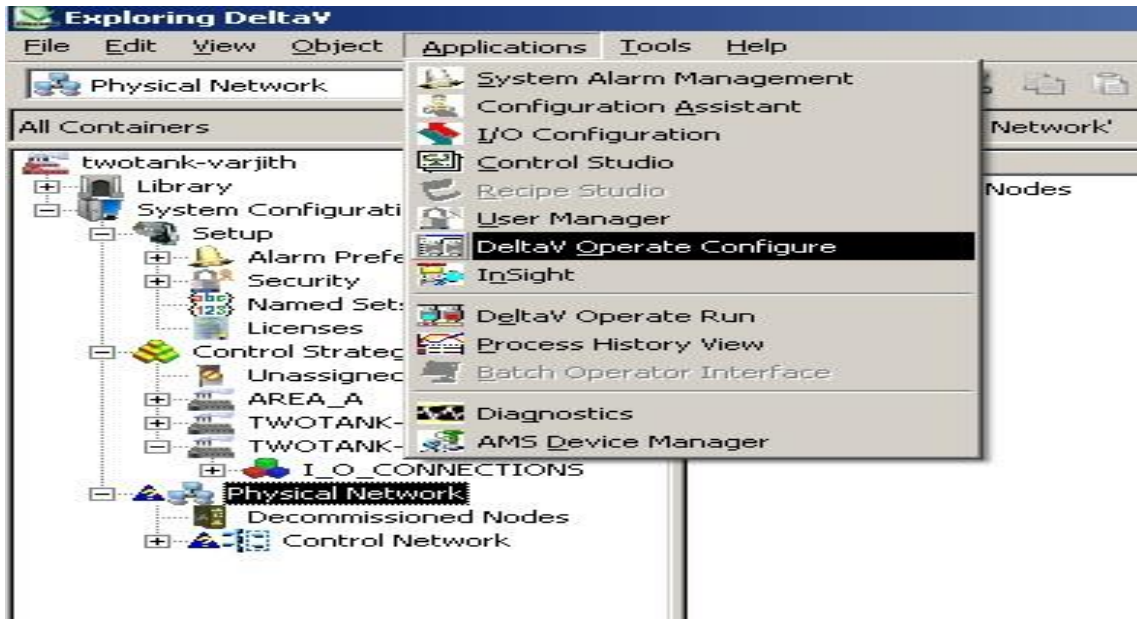 Exploring DeltaV
File Edit View Object Applications Tools Help
Physical Network
All Containers
Network'
twotank-varjith
Library
System Configurati
Setup
Alarm Prefe
Security
Named Set
Licenses
Control Strateg
Unassigned
AREA_A
TWOTANK-
TWOTANK-
I_O_CONNECTIONS
Physical Network
Decommissioned Nodes
Control Network
System Alarm Management
Configuration Assistant
I/O Configuration
Control Studio
Recipe Studio
User Manager
DeltaV Operate Configure
InSight
DeltaV Operate Run
Process History View
Batch Operator Interface
Diagnostics
AMS Device Manager
Nodes